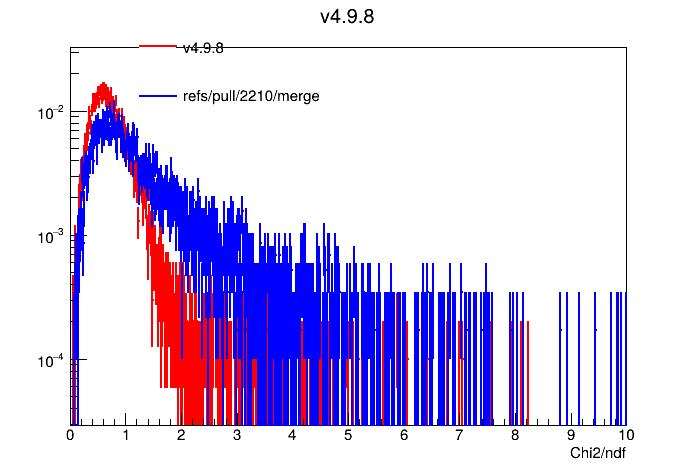 v4.9.8
v4.9.8
refs/pull/2210/merge
10⁻²
10⁻³
10⁻⁴
0 1 2 3 4 5 6 7 8 9 10
Chi2/ndf